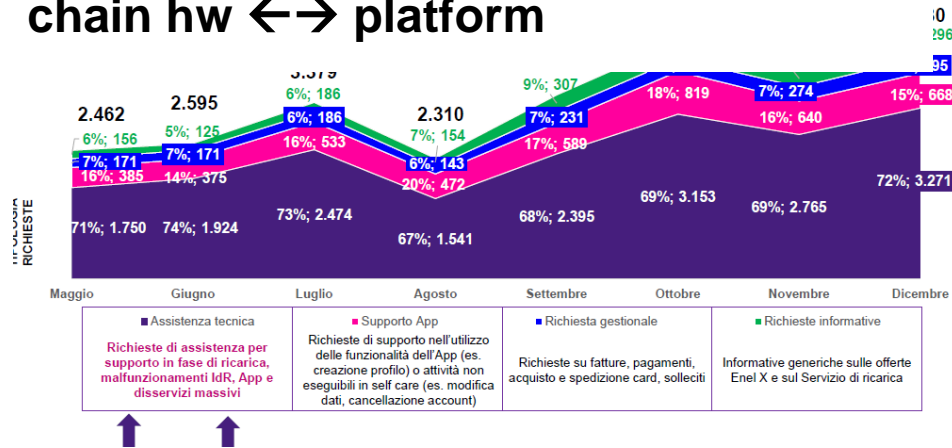 chain hw ←→ platform
2.462
6%; 156
7%; 171
16%; 385
71%; 1.750
2.595
5%; 125
7%; 171
14%; 375
74%; 1.924
3.379
6%; 186
6%; 186
16%; 533
73%; 2.474
2.310
7%; 154
6%; 143
20%; 472
67%; 1.541
9%; 307
7%; 231
17%; 589
68%; 2.395
18%; 819
69%; 3.153
7%; 274
16%; 640
69%; 2.765
15%; 668
72%; 3.271
RICHIESTE
Maggio Giugno Luglio Agosto Settembre Ottobre Novembre Dicembre
Assistenza tecnica
Richieste di assistenza per
supporto in fase di ricarica,
malfunzionamenti IdR, App e
disservizi massivi
Supporto App
Richieste di supporto nell'utilizzo
delle funzionalità dell'App (es.
creazione profilo) o attività non
eseguibili in self care (es. modifica
dati, cancellazione account)
Richiesta gestionale
Richieste su fatture, pagamenti,
acquisto e spedizione card, solleciti
Richieste informative
Informative generiche sulle offerte
Enel X e sul Servizio di ricarica